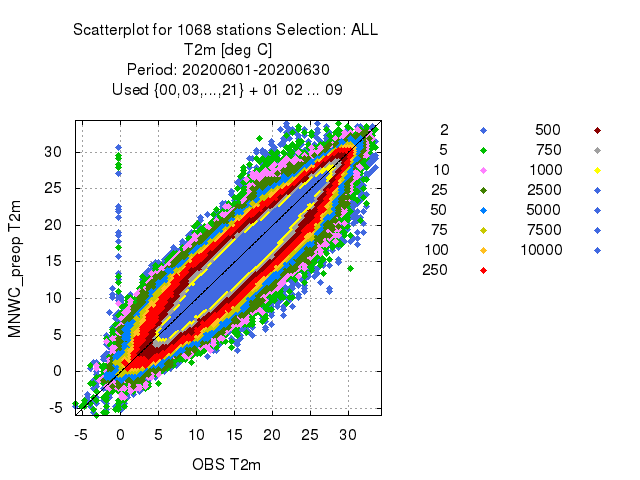 Scatterplot for 1068 stations Selection: ALL
T2m [deg C]
Period: 20200601-20200630
Used {00,03,...,21} + 01 02 ... 09
MNWC_preop T2m
30
25
20
15
10
5
0
-5
-5 0 5 10 15 20 25 30
OBS T2m
2 500
5 750
10 1000
25 2500
50 5000
75 7500
100 10000
250